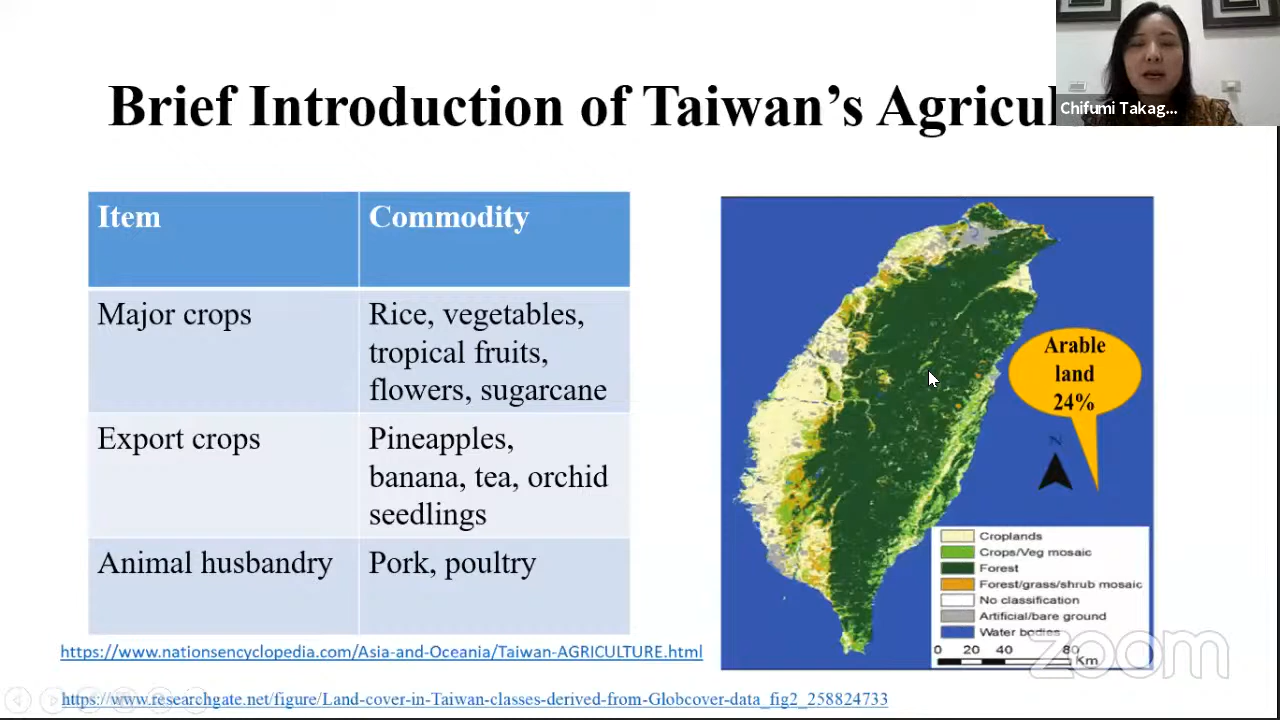 Brief Introduction of Taiwan's Agricul
Chifumi Takag...
Item
Commodity
Major crops
Rice, vegetables,
tropical fruits,
flowers, sugarcane
Export crops
Pineapples,
banana, tea, orchid
seedlings
Animal husbandry
Pork, poultry
Arable
land
24%
N
Croplands
Crops/Veg mosaic
Forest
Forest/grass/shrub mosaic
No classification
Artificial/bare ground
Water bodies
0 20 40 80
Km
zoom
https://www.nationsencyclopedia.com/Asia-and-Oceania/Taiwan-AGRICULTURE.html
https://www.researchgate.net/figure/Land-cover-in-Taiwan-classes-derived-from-Globcover-data_fig2_258824733